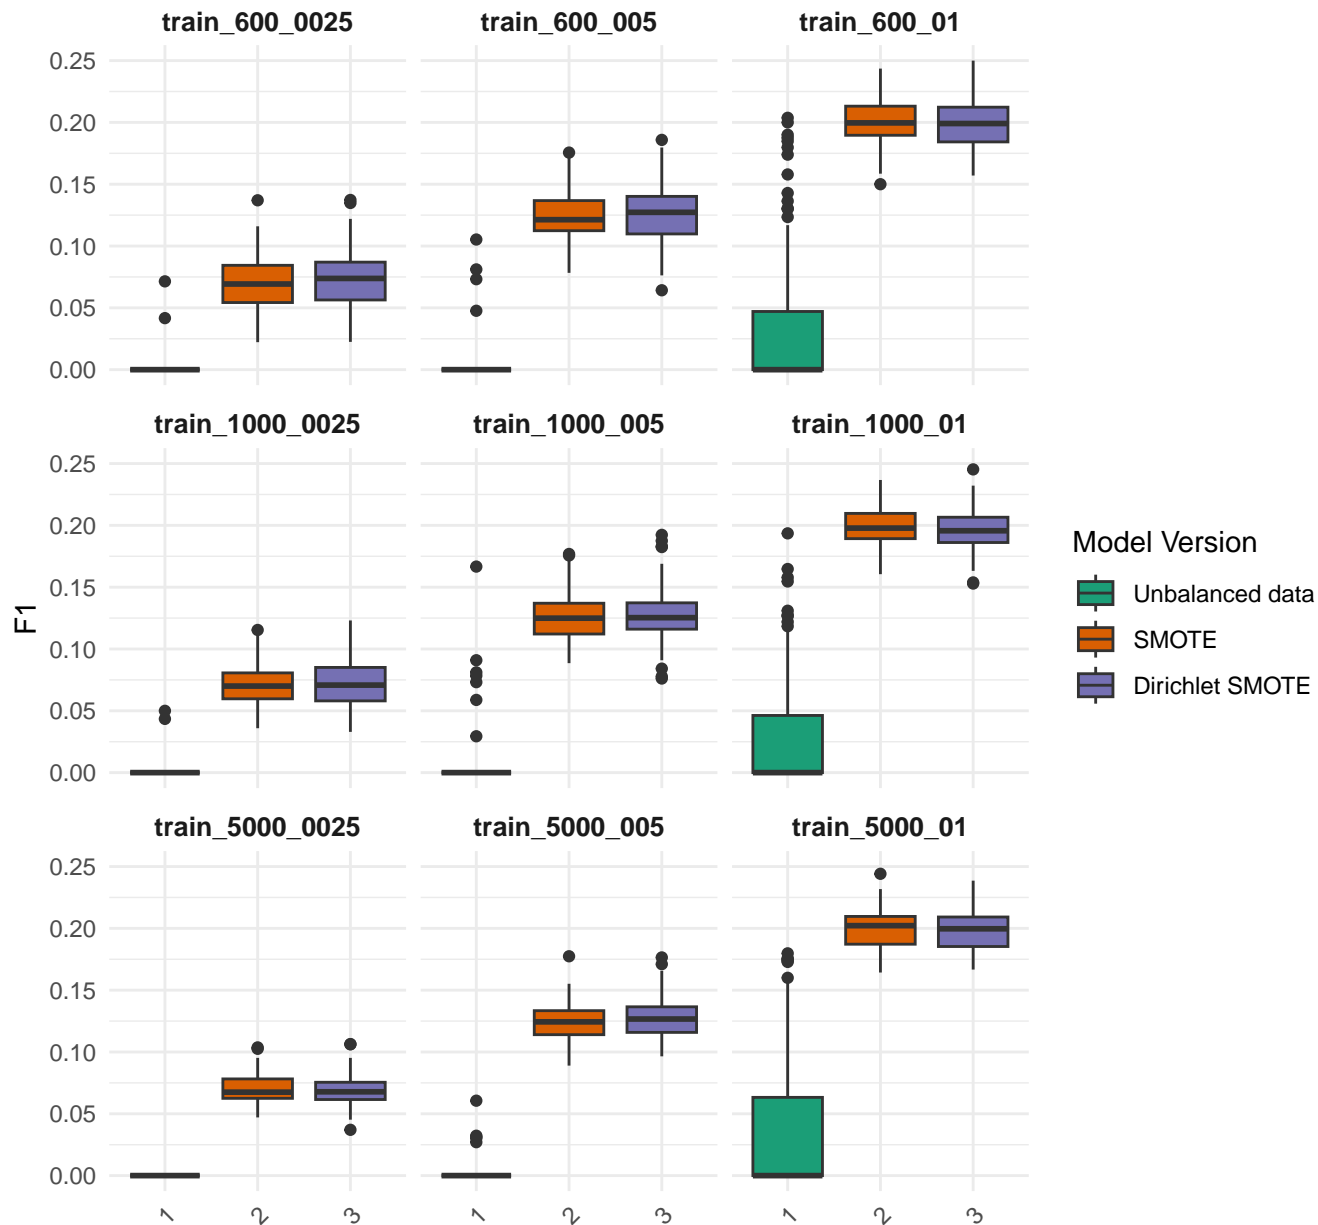 train_600_0025 train_600_005 train_600_01
0.25
0.20
0.15
0.10
0.05
0.00
train_1000_0025 train_1000_005 train_1000_01
0.25
0.20
0.15
0.10
0.05
0.00
train_5000_0025 train_5000_005 train_5000_01
0.25
0.20
0.15
0.10
0.05
0.00
F1
1 2 3 1 2 3 1 2 3
Model Version
Unbalanced data
SMOTE
Dirichlet SMOTE